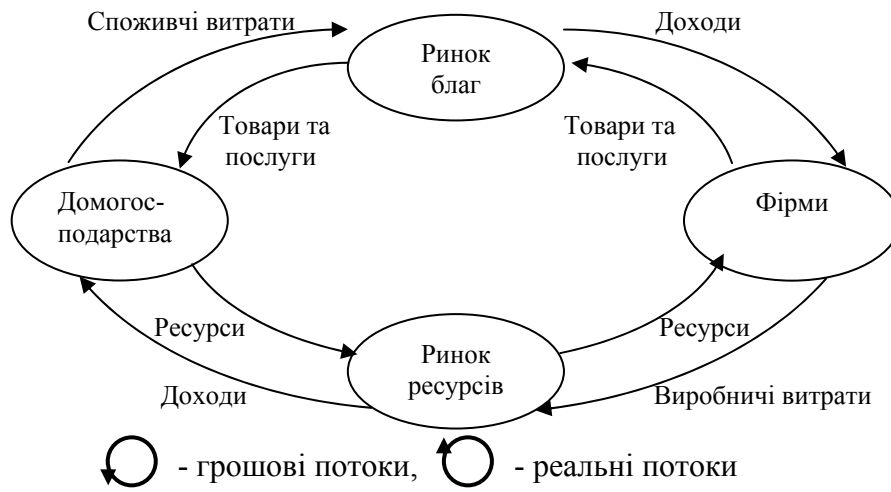 Споживчі витрати
Доходи
Ринок
благ
Товари та
послуги
Товари та
послуги
Домогос-
подарства
Фірми
Ресурси
Ресурси
Ринок
ресурсів
Доходи
Виробничі витрати
- грошові потоки, - реальні потоки